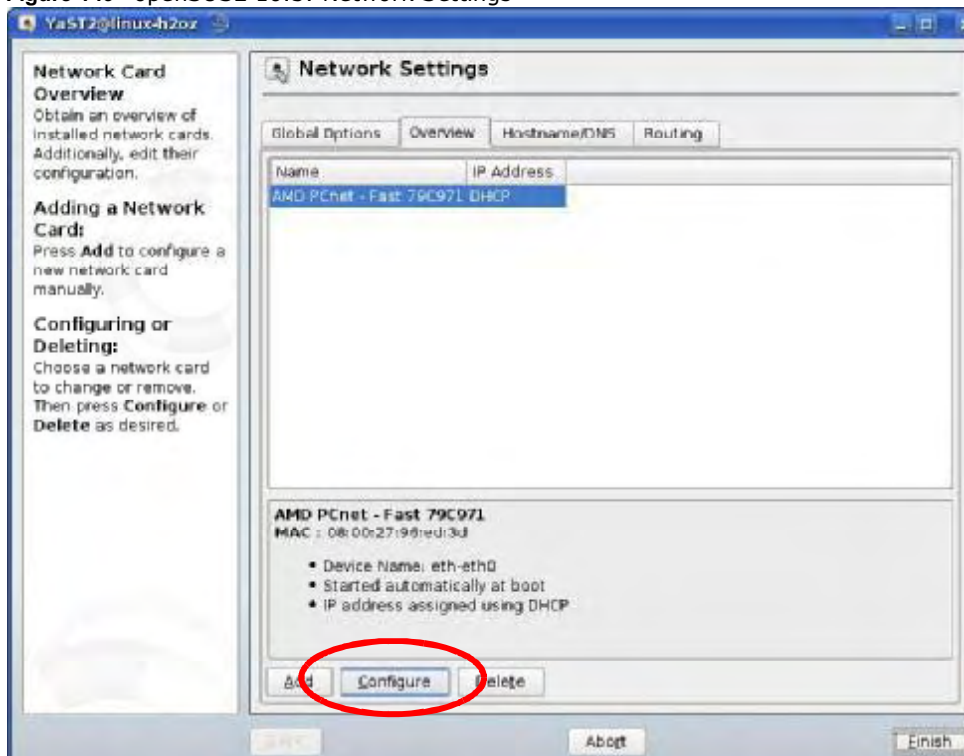 YaST2@linux-h2oz
Network Card
Overview
Obtain an overview of
installed network cards.
Additionally, edit their
configuration.
Adding a Network
Card:
Press Add to configure a
new network card
manually.
Configuring or
Deleting:
Choose a network card
to change or remove.
Then press Configure or
Delete as desired.
Network Settings
Global Options Overview Hostname/DNS Routing
Name IP Address
AMD PCnet - Fast 79C971 DHCP
AMD PCnet - Fast 79C971
MAC : 08:00:27:96:ed:3d
• Device Name: eth-eth0
• Started automatically at boot
• IP address assigned using DHCP
Add Configure Delete
Abort Finish